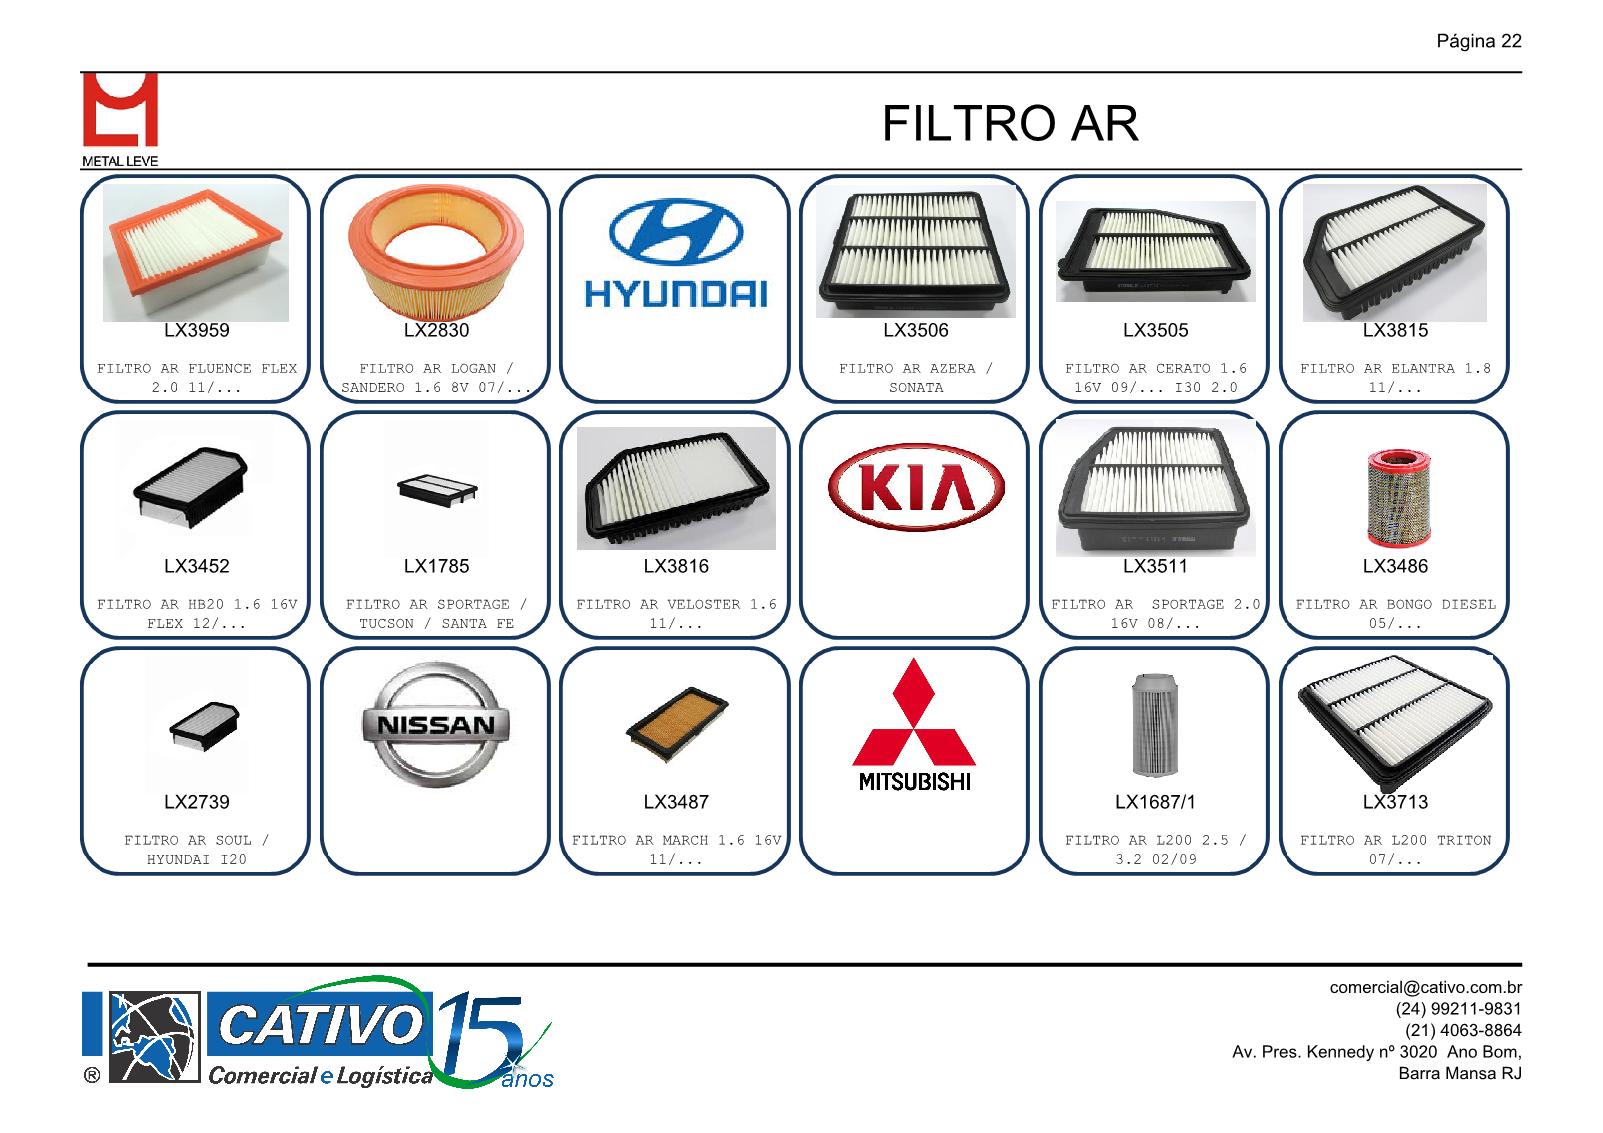 Página 22
METAL LEVE
FILTRO AR
LX3959
FILTRO AR FLUENCE FLEX
2.0 11/...
LX2830
FILTRO AR LOGAN /
SANDERO 1.6 8V 07/...
HYUNDAI
LX3506
FILTRO AR AZERA /
SONATA
LX3505
FILTRO AR CERATO 1.6
16V 09/... I30 2.0
LX3815
FILTRO AR ELANTRA 1.8
11/...
LX3452
FILTRO AR HB20 1.6 16V
FLEX 12/...
LX1785
FILTRO AR SPORTAGE /
TUCSON / SANTA FE
LX3816
FILTRO AR VELOSTER 1.6
11/...
KIA
LX3511
FILTRO AR  SPORTAGE 2.0
16V 08/...
LX3486
FILTRO AR BONGO DIESEL
05/...
LX2739
FILTRO AR SOUL /
HYUNDAI I20
NISSAN
LX3487
FILTRO AR MARCH 1.6 16V
11/...
MITSUBISHI
LX1687/1
FILTRO AR L200 2.5 /
3.2 02/09
LX3713
FILTRO AR L200 TRITON
07/...
CATIVO 15
® Comercial e Logística anos
comercial@cativo.com.br
(24) 99211-9831
(21) 4063-8864
Av. Pres. Kennedy nº 3020  Ano Bom,
Barra Mansa RJ